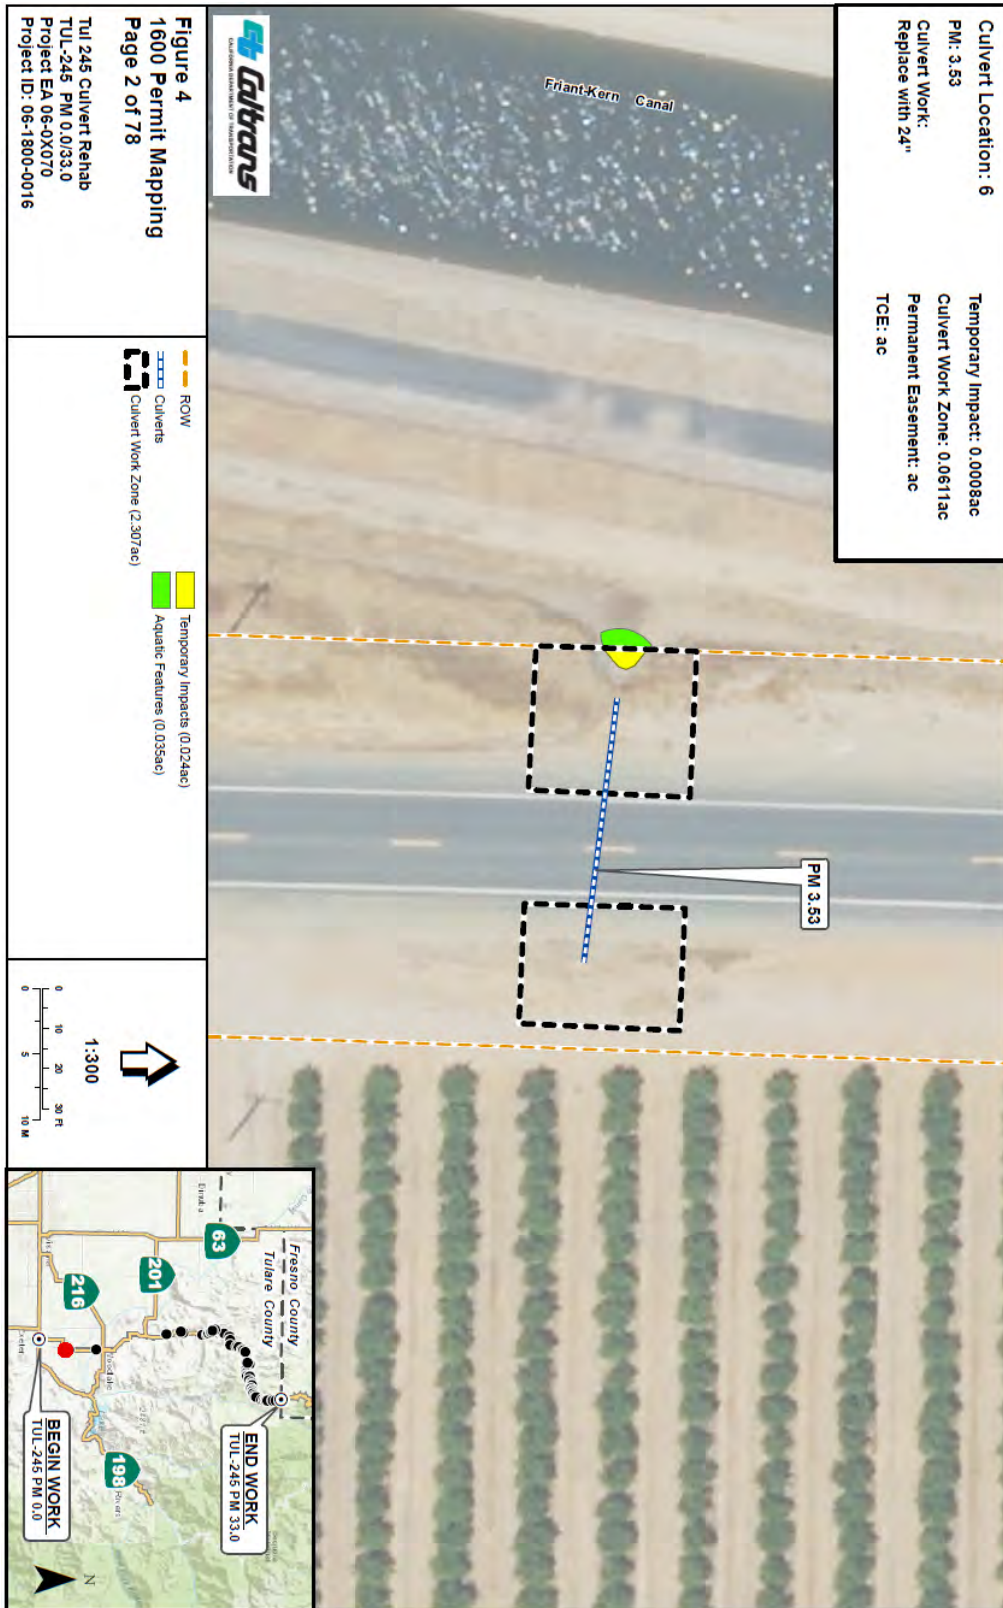 Culvert Location: 6
PM: 3.53
Culvert Work:
Replace with 24"
Temporary Impact: 0.0008ac
Culvert Work Zone: 0.0611ac
Permanent Easement: ac
TCE: ac
Friant-Kern Canal
PM 3.53
Caltrans
CALIFORNIA DEPARTMENT OF TRANSPORTATION
Figure 4
1600 Permit Mapping
Page 2 of 78
Tul 245 Culvert Rehab
TUL-245 PM 0.0/33.0
Project EA 06-0X070
Project ID: 06-1800-0016
ROW
Culverts
Culvert Work Zone (2.307ac)
Temporary Impacts (0.024ac)
Aquatic Features (0.035ac)
1:300
0 10 20 30 Ft
0 5 10 M
Fresno County
Tulare County
Dinuba
63
201
216
198
END WORK
TUL-245 PM 33.0
BEGIN WORK
TUL-245 PM 0.0
N